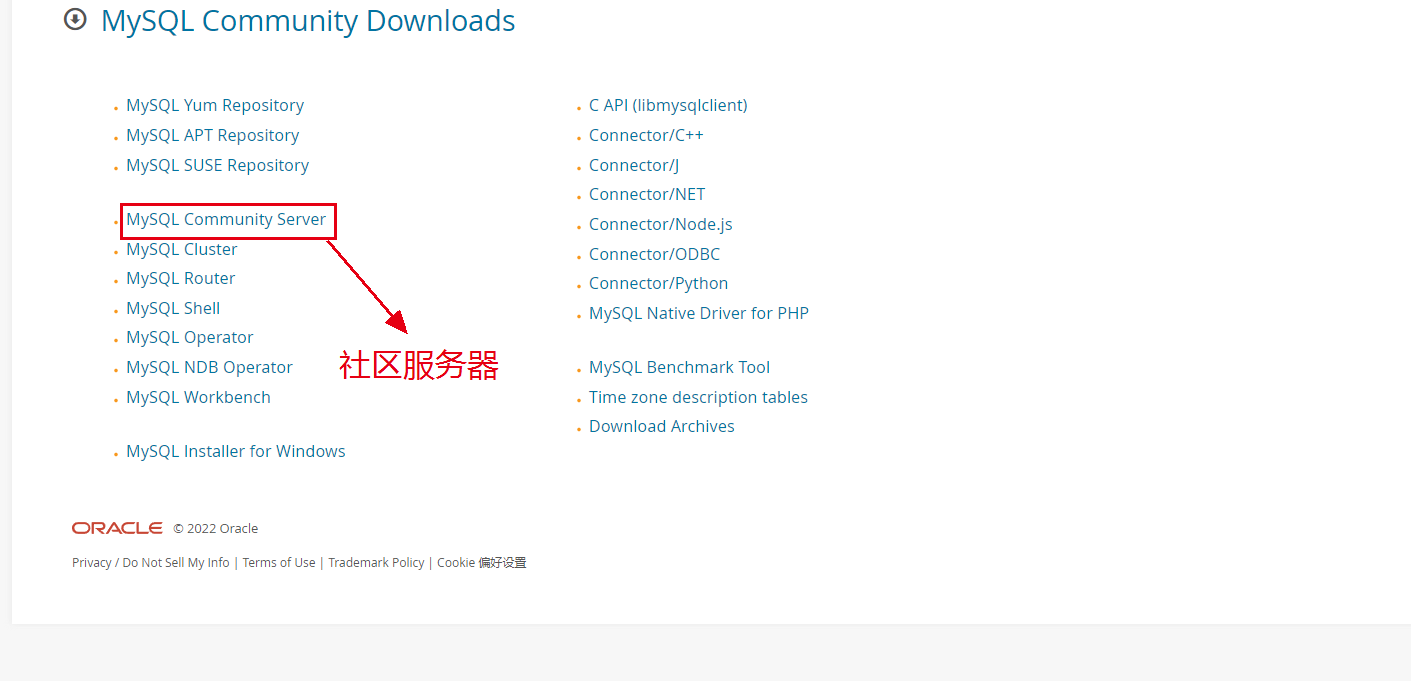 MySQL Community Downloads
MySQL Yum Repository
MySQL APT Repository
MySQL SUSE Repository
MySQL Community Server
MySQL Cluster
MySQL Router
MySQL Shell
MySQL Operator
MySQL NDB Operator
MySQL Workbench
MySQL Installer for Windows
社区服务器
C API (libmysqlclient)
Connector/C++
Connector/J
Connector/NET
Connector/Node.js
Connector/ODBC
Connector/Python
MySQL Native Driver for PHP
MySQL Benchmark Tool
Time zone description tables
Download Archives
ORACLE © 2022 Oracle
Privacy / Do Not Sell My Info | Terms of Use | Trademark Policy | Cookie 偏好设置